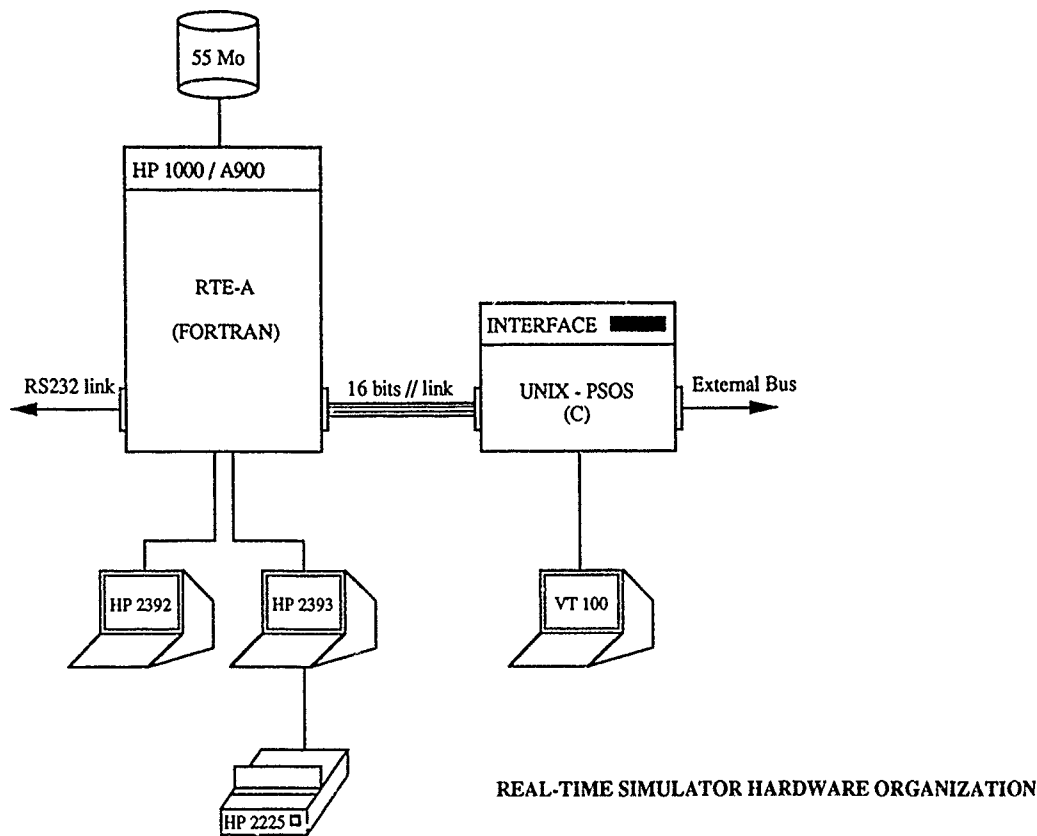 55 Mo
HP 1000 / A900
RTE-A
(FORTRAN)
INTERFACE
RS232 link
16 bits // link
UNIX - PSOS
(C)
External Bus
HP 2392
HP 2393
VT 100
HP 2225
REAL-TIME SIMULATOR HARDWARE ORGANIZATION